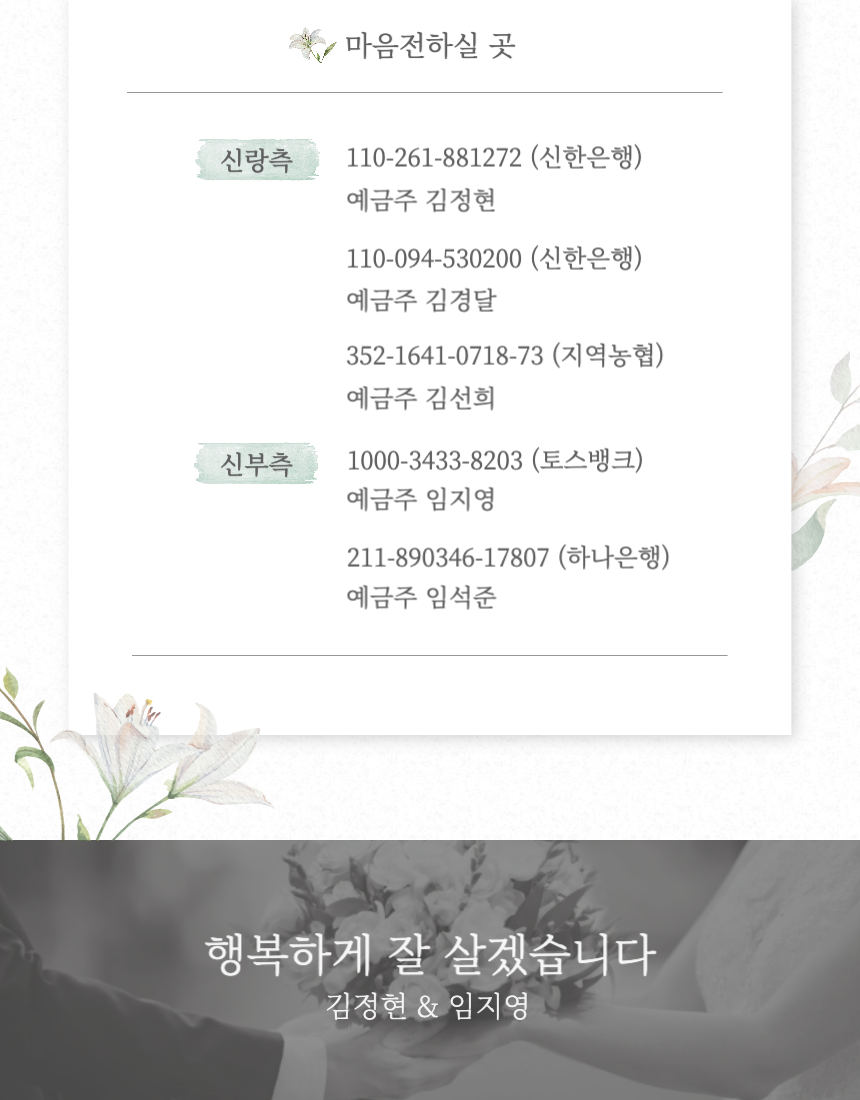 마음전하실 곳
신랑측 110-261-881272 (신한은행)
예금주 김정현
110-094-530200 (신한은행)
예금주 김경달
352-1641-0718-73 (지역농협)
예금주 김선희
신부측 1000-3433-8203 (토스뱅크)
예금주 임지영
211-890346-17807 (하나은행)
예금주 임석준
행복하게 잘 살겠습니다
김정현 & 임지영